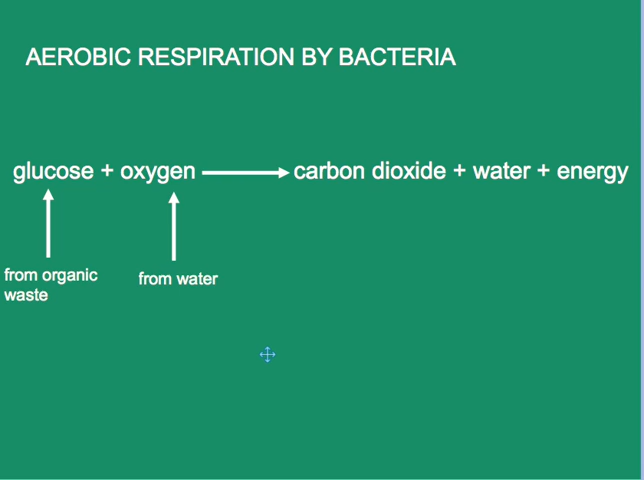 AEROBIC RESPIRATION BY BACTERIA
glucose + oxygen ⟶ carbon dioxide + water + energy
from organic
waste
from water